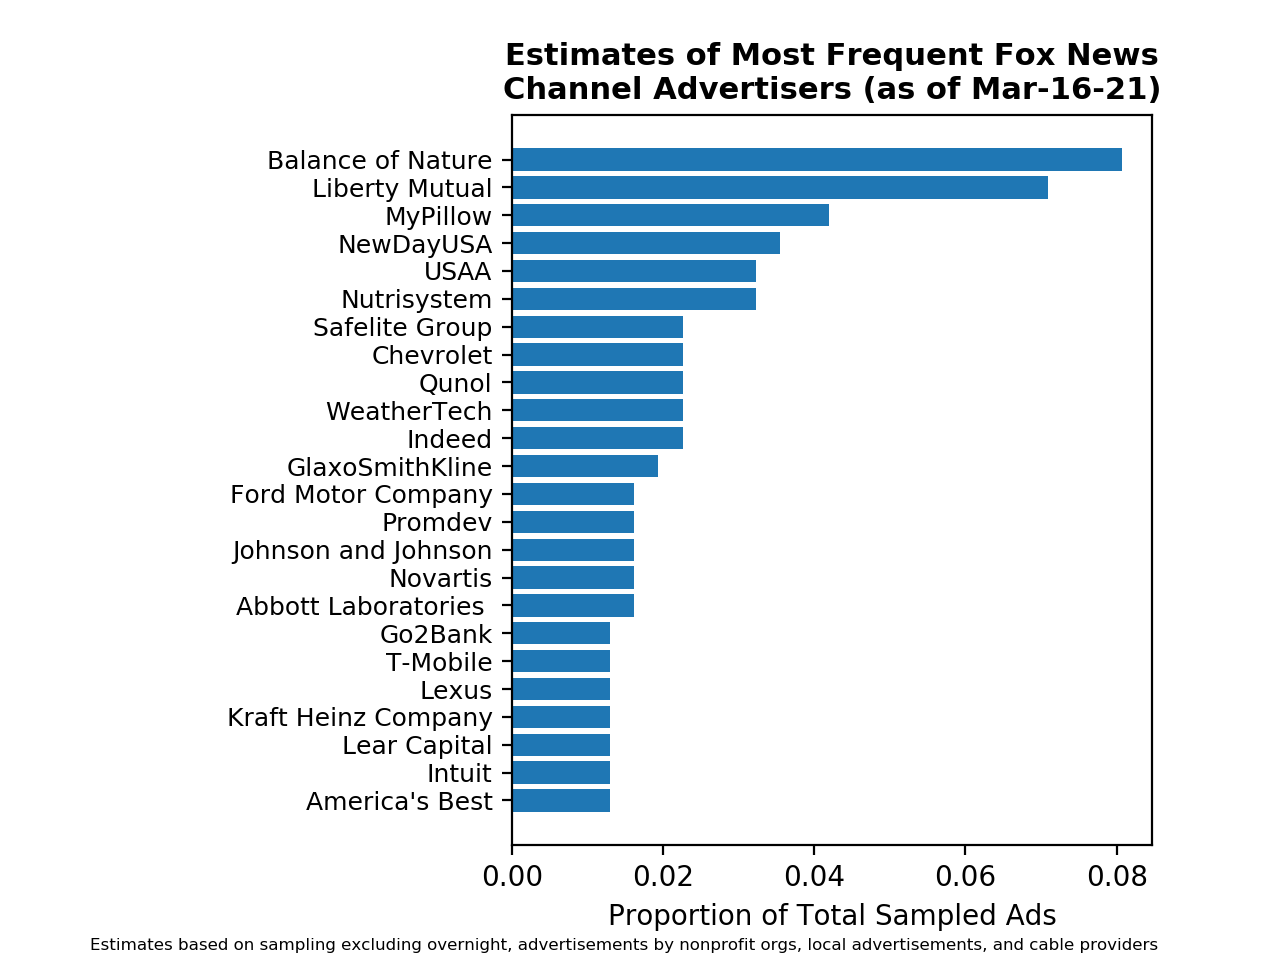 Estimates of Most Frequent Fox News
Channel Advertisers (as of Mar-16-21)
Balance of Nature
Liberty Mutual
MyPillow
NewDayUSA
USAA
Nutrisystem
Safelite Group
Chevrolet
Qunol
WeatherTech
Indeed
GlaxoSmithKline
Ford Motor Company
Promdev
Johnson and Johnson
Novartis
Abbott Laboratories
Go2Bank
T-Mobile
Lexus
Kraft Heinz Company
Lear Capital
Intuit
America's Best
0.00 0.02 0.04 0.06 0.08
Proportion of Total Sampled Ads
Estimates based on sampling excluding overnight, advertisements by nonprofit orgs, local advertisements, and cable providers